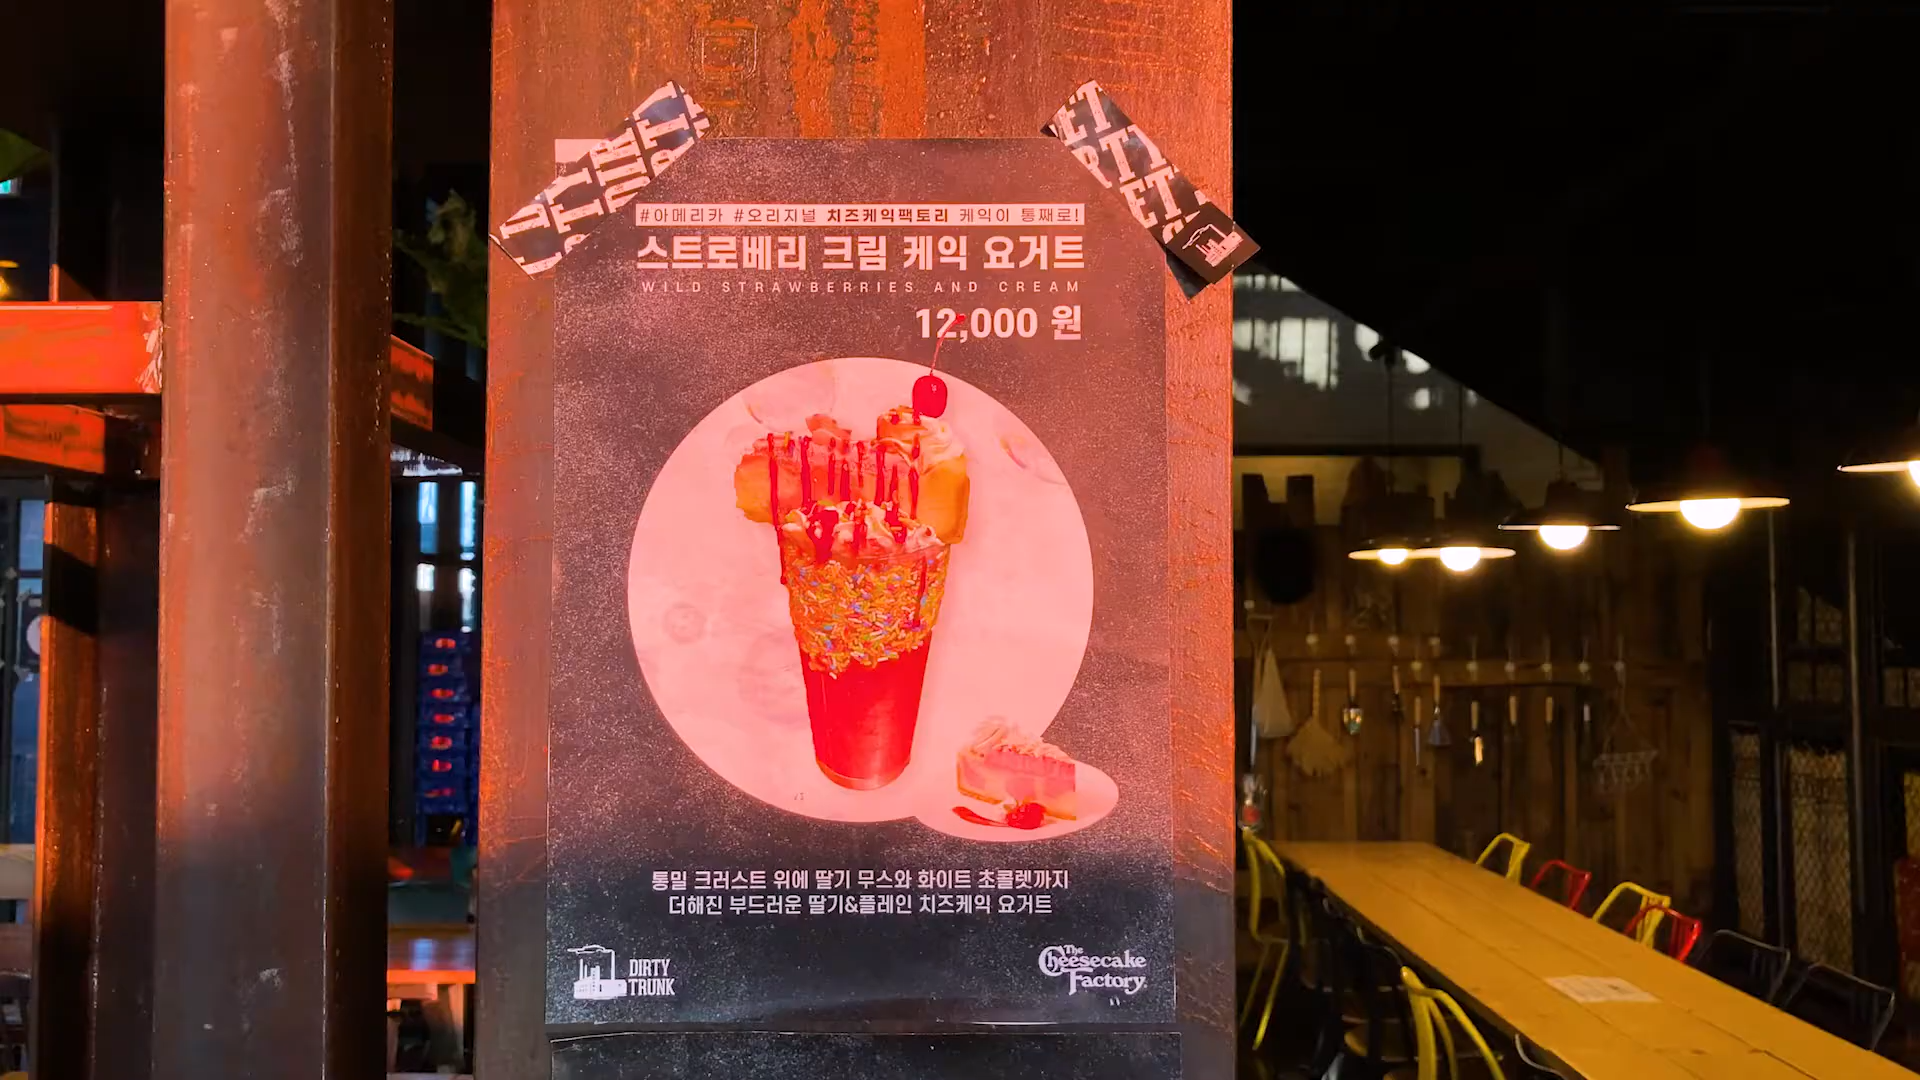 #아메리카 #오리지널 치즈케익팩토리 케익이 통째로!
스트로베리 크림 케익 요거트
WILD STRAWBERRIES AND CREAM
12,000 원
통밀 크러스트 위에 딸기 무스와 화이트 초콜렛까지
더해진 부드러운 딸기&플레인 치즈케익 요거트
DIRTY
TRUNK
The
Cheesecake
Factory